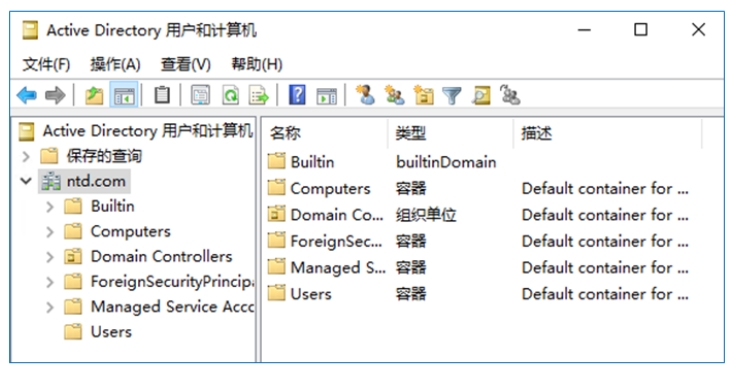 Active Directory 用户和计算机
文件(F) 操作(A) 查看(V) 帮助(H)
Active Directory 用户和计算机
保存的查询
ntd.com
Builtin
Computers
Domain Controllers
ForeignSecurityPrincipa
Managed Service Acc
Users
名称 类型 描述
Builtin builtinDomain
Computers 容器 Default container for ...
Domain Co... 组织单位
ForeignSec... 容器 Default container for ...
Managed S... 容器 Default container for ...
Users 容器 Default container for ...